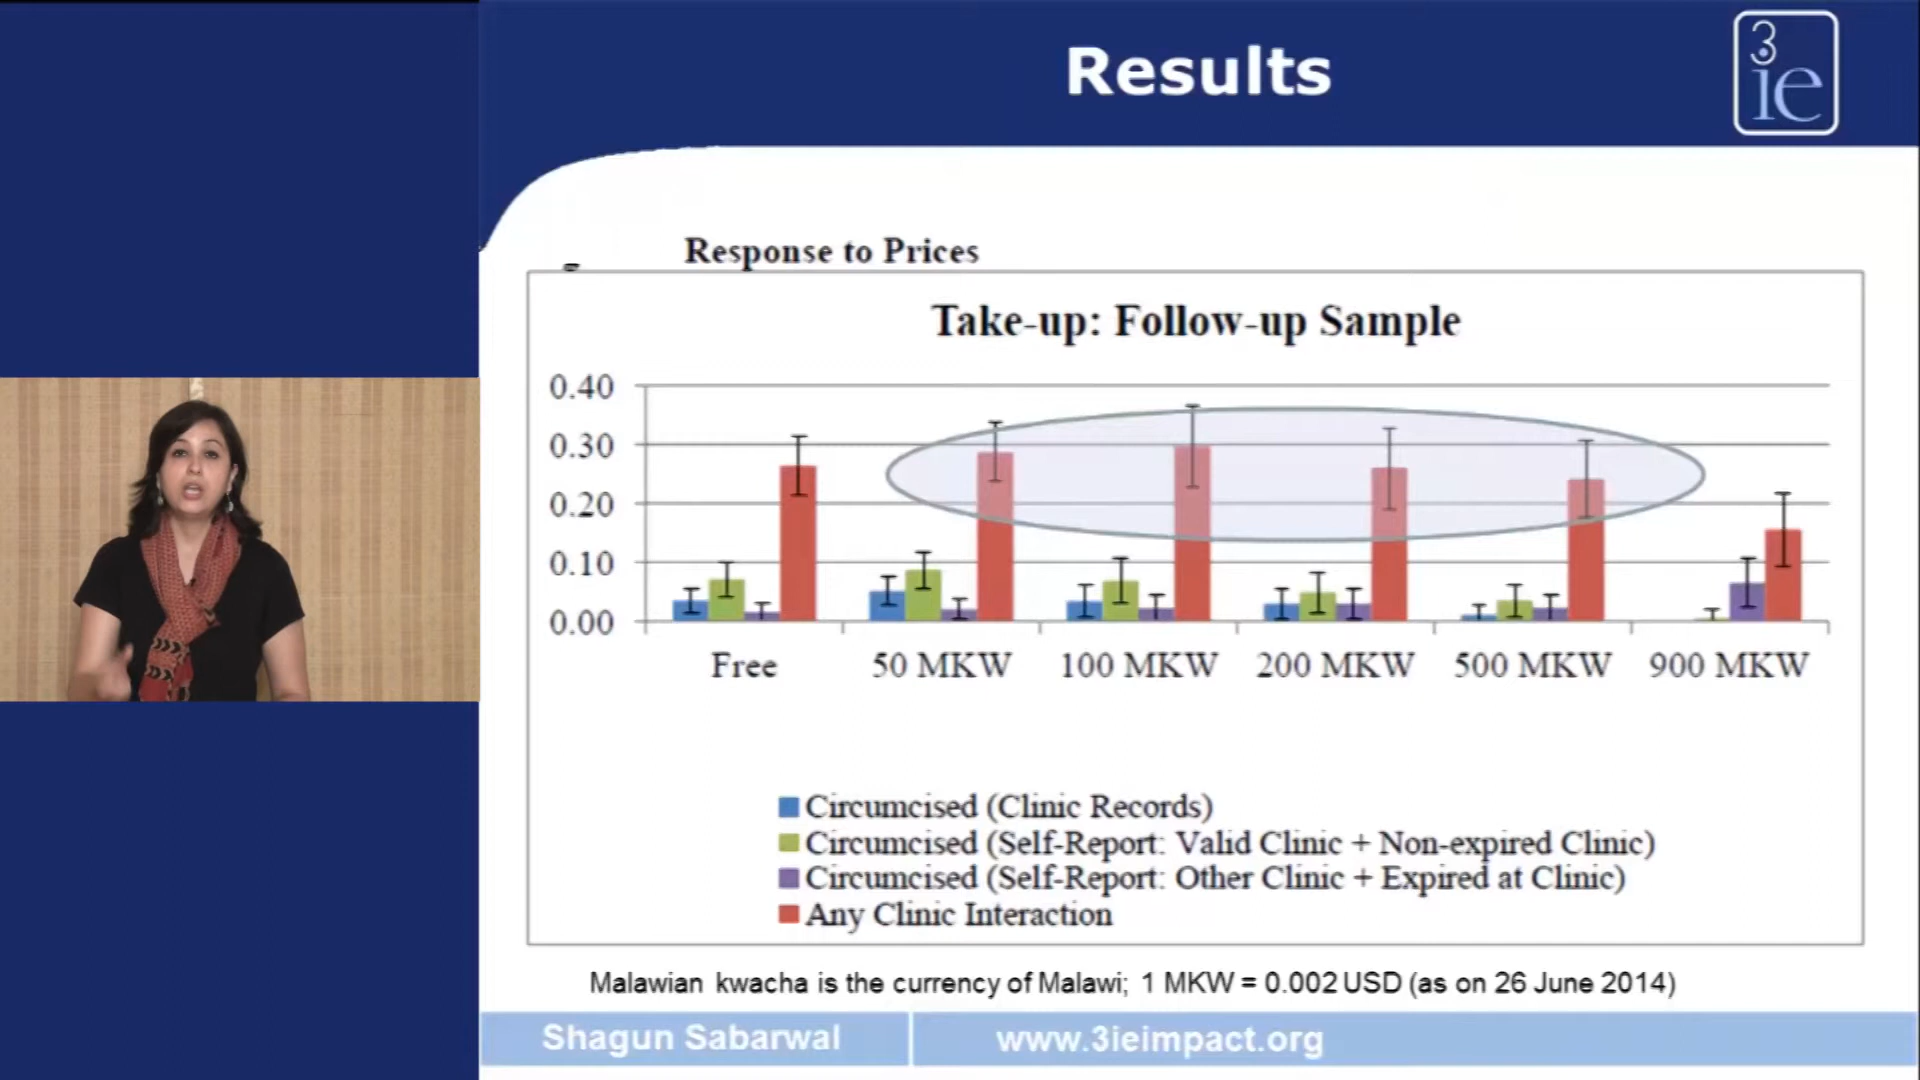 Results
3ie
Response to Prices
Take-up: Follow-up Sample
0.40
0.30
0.20
0.10
0.00
Free 50 MKW 100 MKW 200 MKW 500 MKW 900 MKW
Circumcised (Clinic Records)
Circumcised (Self-Report: Valid Clinic + Non-expired Clinic)
Circumcised (Self-Report: Other Clinic + Expired at Clinic)
Any Clinic Interaction
Malawian kwacha is the currency of Malawi; 1 MKW = 0.002 USD (as on 26 June 2014)
Shagun Sabarwal www.3ieimpact.org